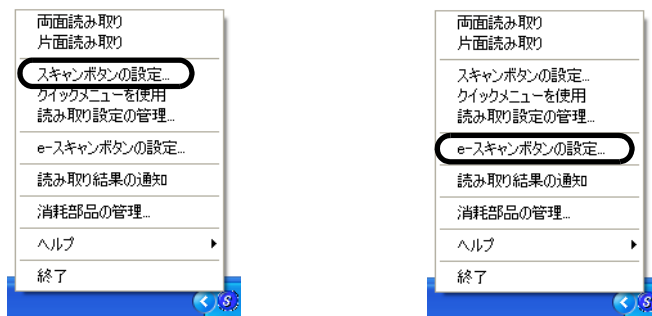 両面読み取り
片面読み取り
スキャンボタンの設定...
クイックメニューを使用
読み取り設定の管理...
e-スキャンボタンの設定...
読み取り結果の通知
消耗部品の管理...
ヘルプ
終了
S
両面読み取り
片面読み取り
スキャンボタンの設定...
クイックメニューを使用
読み取り設定の管理...
e-スキャンボタンの設定...
読み取り結果の通知
消耗部品の管理...
ヘルプ
終了
S